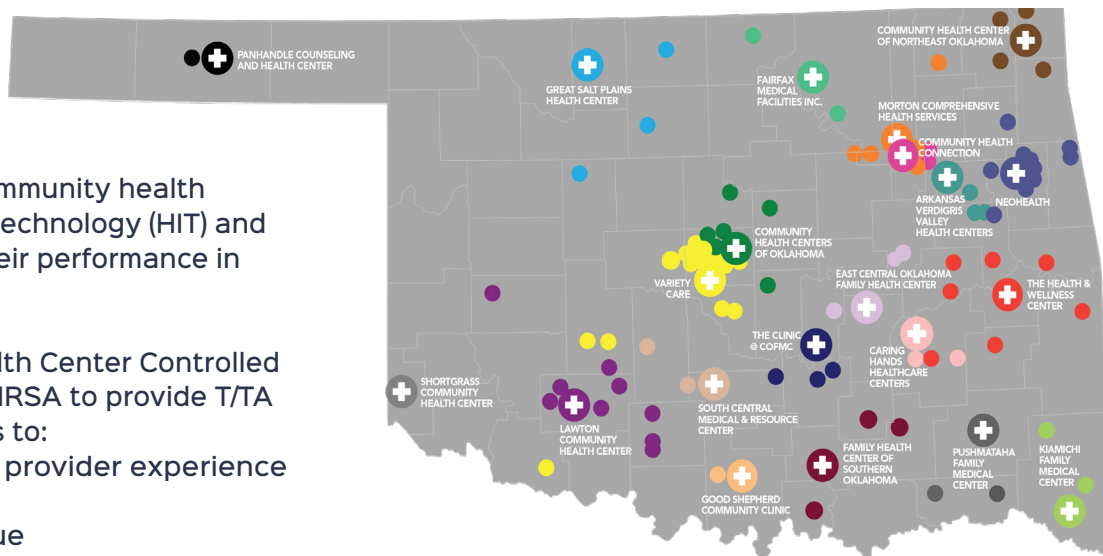 ommunity health
echnology (HIT) and
eir performance in
lth Center Controlled
HRSA to provide T/TA
s to:
provider experience
ue
PANHANDLE COUNSELING
AND HEALTH CENTER
GREAT SALT PLAINS
HEALTH CENTER
FAIRFAX
MEDICAL
FACILITIES INC.
COMMUNITY HEALTH CENTER
OF NORTHEAST OKLAHOMA
MORTON COMPREHENSIVE
HEALTH SERVICES
COMMUNITY HEALTH
CONNECTION
ARKANSAS
VERDIGRIS
VALLEY
HEALTH CENTERS
NEOHEALTH
COMMUNITY
HEALTH CENTERS
OF OKLAHOMA
VARIETY
CARE
EAST CENTRAL OKLAHOMA
FAMILY HEALTH CENTER
THE HEALTH &
WELLNESS
CENTER
THE CLINIC
@ COFMC
CARING
HANDS
HEALTHCARE
CENTERS
SHORTGRASS
COMMUNITY
HEALTH CENTER
LAWTON
COMMUNITY
HEALTH CENTER
SOUTH CENTRAL
MEDICAL & RESOURCE
CENTER
GOOD SHEPHERD
COMMUNITY CLINIC
FAMILY HEALTH
CENTER OF
SOUTHERN
OKLAHOMA
PUSHMATAHA
FAMILY
MEDICAL
CENTER
KIAMICHI
FAMILY
MEDICAL
CENTER